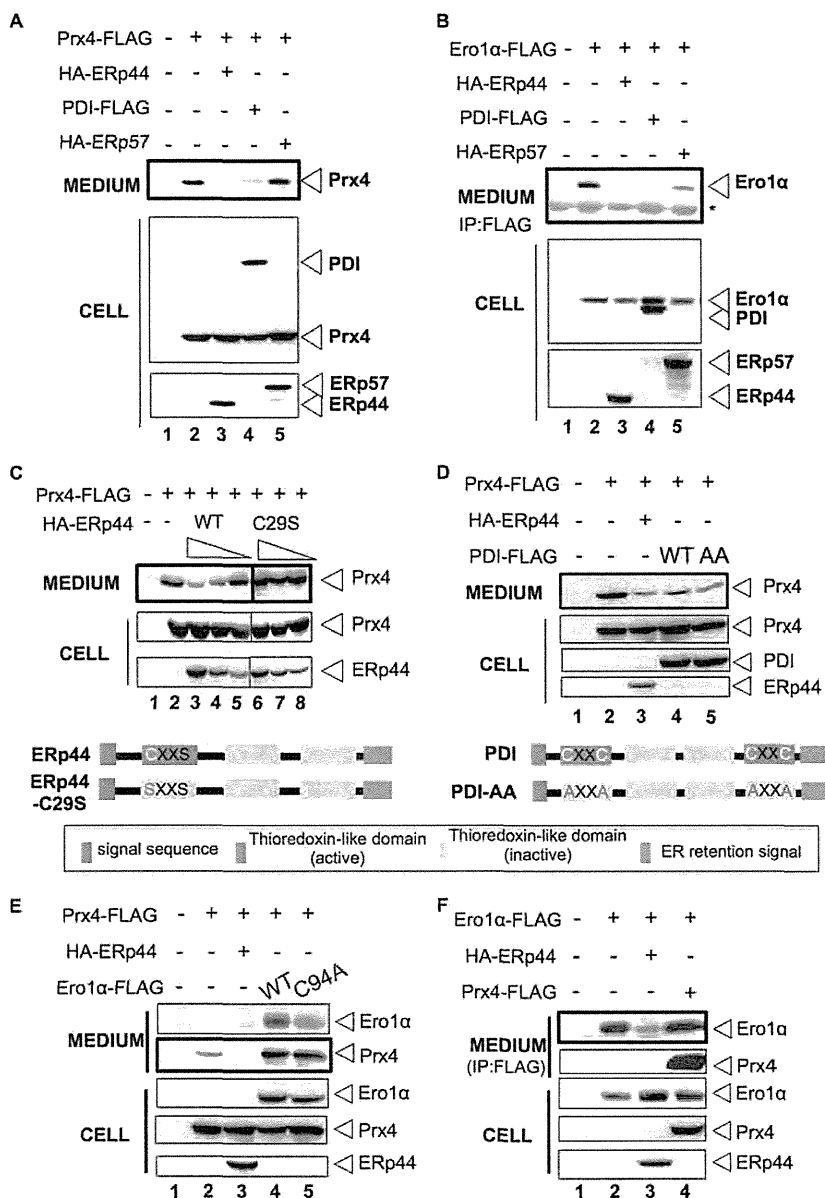 A
Prx4-FLAG - + + + +
HA-ERp44 - - + - -
PDI-FLAG - - - + -
HA-ERp57 - - - - +
MEDIUM Prx4
CELL
PDI
Prx4
ERp57
ERp44
1 2 3 4 5
B
Ero1α-FLAG - + + + +
HA-ERp44 - - + - -
PDI-FLAG - - - + -
HA-ERp57 - - - - +
MEDIUM Ero1α
IP:FLAG *
CELL
Ero1α
PDI
ERp57
ERp44
1 2 3 4 5
C
Prx4-FLAG - + + + + + + +
HA-ERp44 - - WT C29S
MEDIUM Prx4
CELL
Prx4
ERp44
1 2 3 4 5 6 7 8
ERp44 CXXS
ERp44
-C29S SXXS
D
Prx4-FLAG - + + + +
HA-ERp44 - - + - -
PDI-FLAG - - - WT AA
MEDIUM Prx4
CELL
Prx4
PDI
ERp44
1 2 3 4 5
PDI CXXC CXXC
PDI-AA AXXA AXXA
signal sequence
Thioredoxin-like domain
(active)
Thioredoxin-like domain
(inactive)
ER retention signal
E
Prx4-FLAG - + + + +
HA-ERp44 - - + - -
Ero1α-FLAG - - - WT C94A
MEDIUM
Ero1α
Prx4
CELL
Ero1α
Prx4
ERp44
1 2 3 4 5
F
Ero1α-FLAG - + + +
HA-ERp44 - - + -
Prx4-FLAG - - - +
MEDIUM
(IP:FLAG)
Ero1α
Prx4
CELL
Ero1α
Prx4
ERp44
1 2 3 4